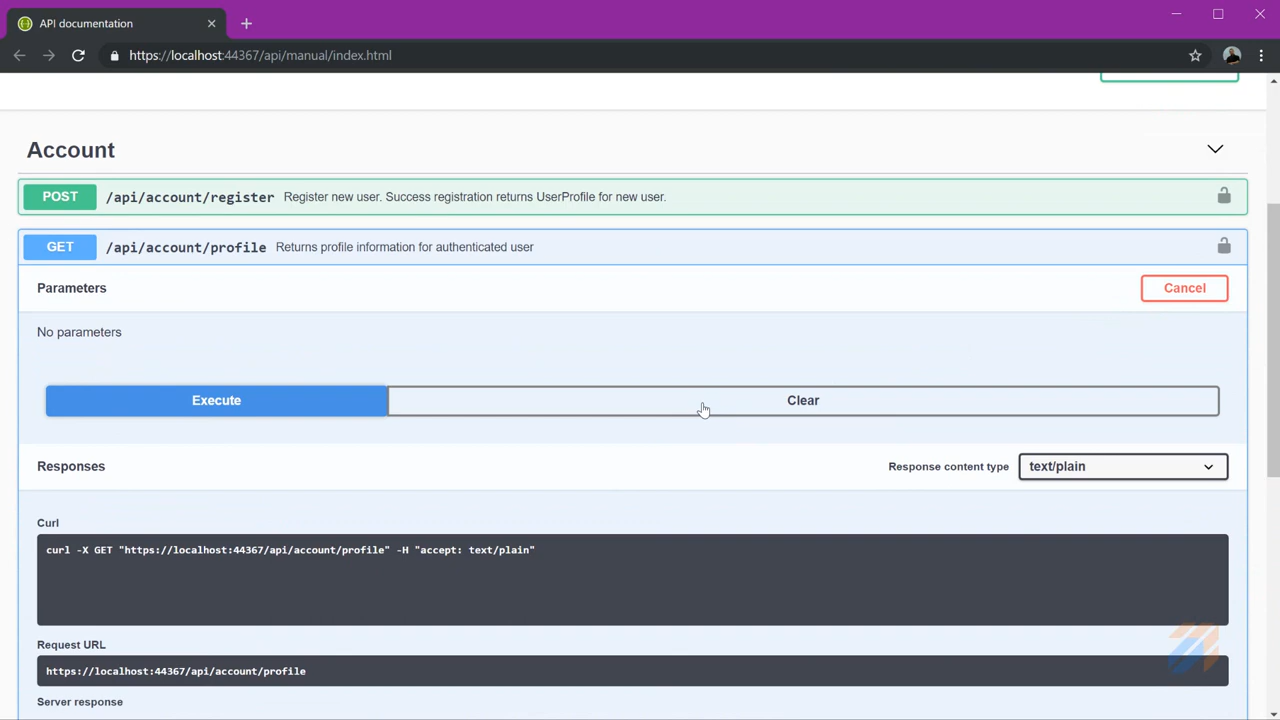 API documentation
https://localhost:44367/api/manual/index.html
Account
POST /api/account/register Register new user. Success registration returns UserProfile for new user.
GET /api/account/profile Returns profile information for authenticated user
Parameters Cancel
No parameters
Execute Clear
Responses Response content type text/plain
Curl
curl -X GET "https://localhost:44367/api/account/profile" -H "accept: text/plain"
Request URL
https://localhost:44367/api/account/profile
Server response